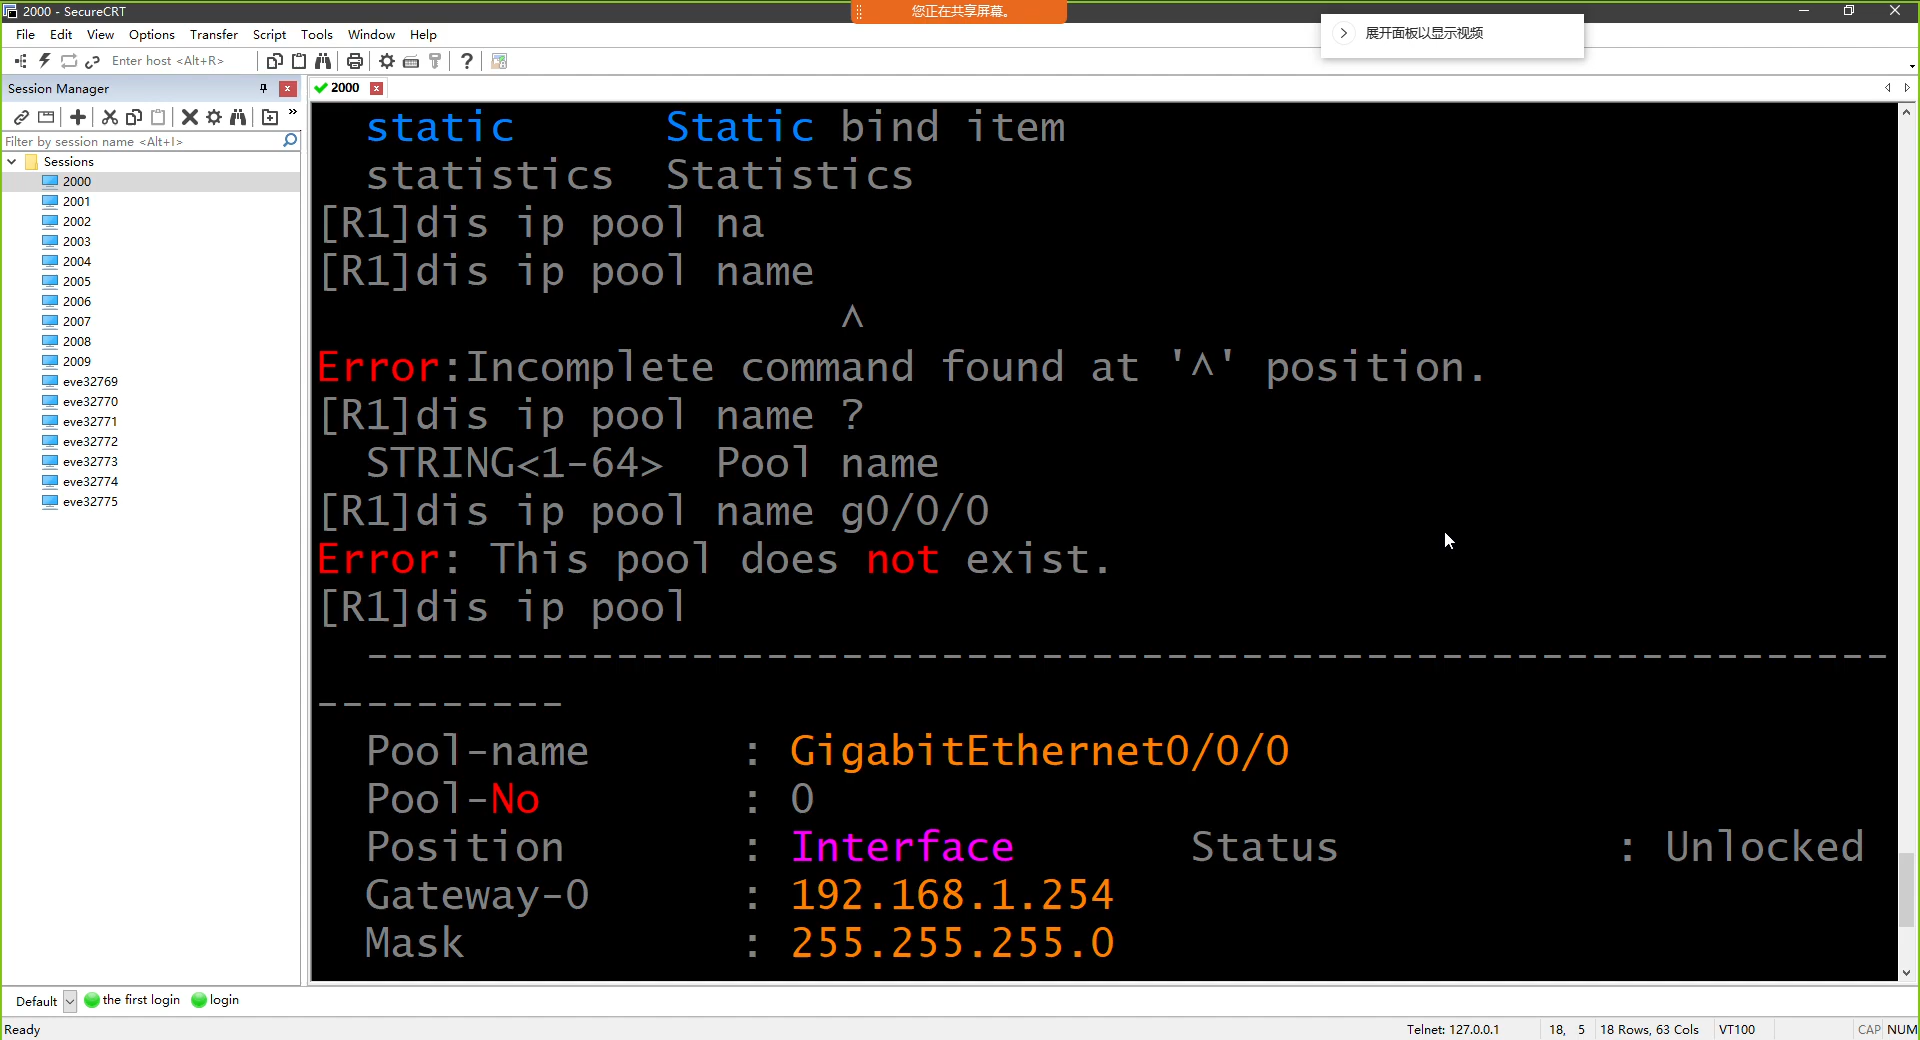 2000 - SecureCRT
您正在共享屏幕。
File Edit View Options Transfer Script Tools Window Help
展开面板以显示视频
Enter host <Alt+R>
Session Manager
2000
Filter by session name <Alt+I>
Sessions
2000
2001
2002
2003
2004
2005
2006
2007
2008
2009
eve32769
eve32770
eve32771
eve32772
eve32773
eve32774
eve32775
static Static bind item
statistics Statistics
[R1]dis ip pool na
[R1]dis ip pool name
^
Error:Incomplete command found at '^' position.
[R1]dis ip pool name ?
STRING<1-64> Pool name
[R1]dis ip pool name g0/0/0
Error: This pool does not exist.
[R1]dis ip pool
-------------------------------------------------------------
----------
Pool-name : GigabitEthernet0/0/0
Pool-No : 0
Position : Interface Status : Unlocked
Gateway-0 : 192.168.1.254
Mask : 255.255.255.0
Default the first login login
Ready Telnet: 127.0.0.1 18, 5 18 Rows, 63 Cols VT100 CAP NUM